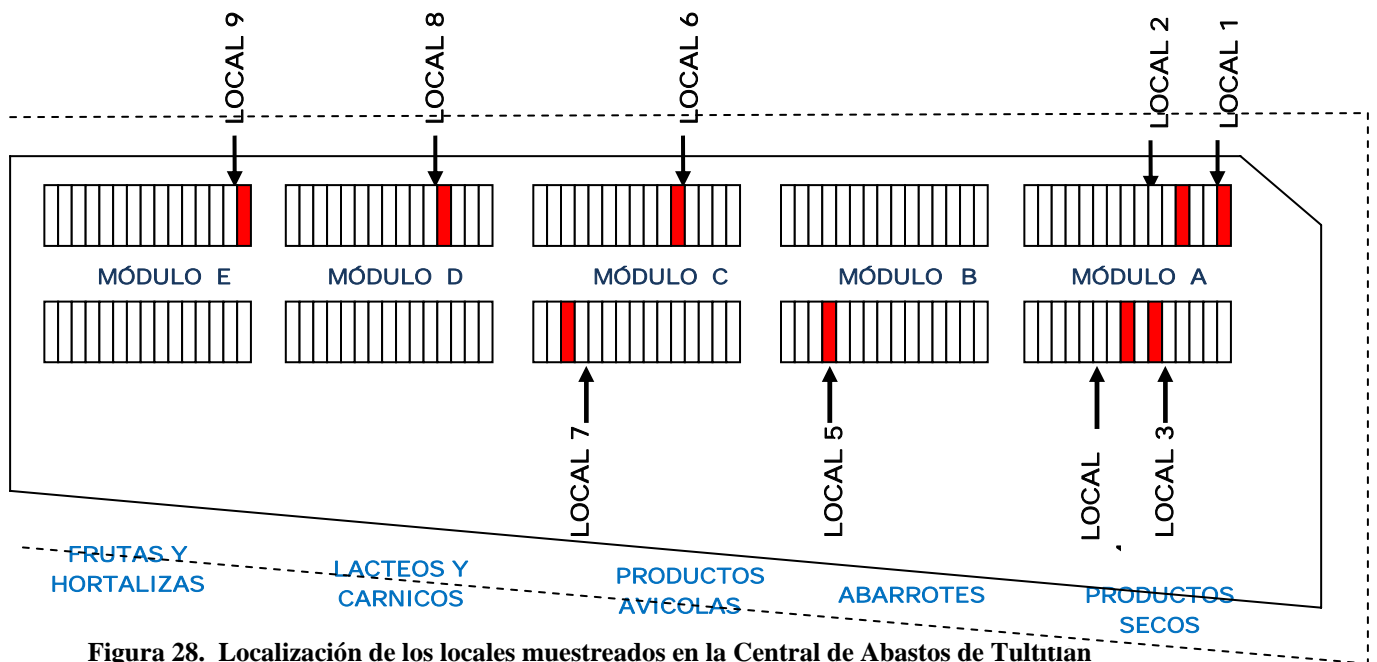 LOCAL 9
LOCAL 8
LOCAL 6
LOCAL 2
LOCAL 1
MÓDULO E
MÓDULO D
MÓDULO C
MÓDULO B
MÓDULO A
LOCAL 7
LOCAL 5
LOCAL
LOCAL 3
FRUTAS Y
HORTALIZAS
LACTEOS Y
CARNICOS
PRODUCTOS
AVICOLAS
ABARROTES
PRODUCTOS
SECOS
Figura 28. Localización de los locales muestreados en la Central de Abastos de Tultitlan